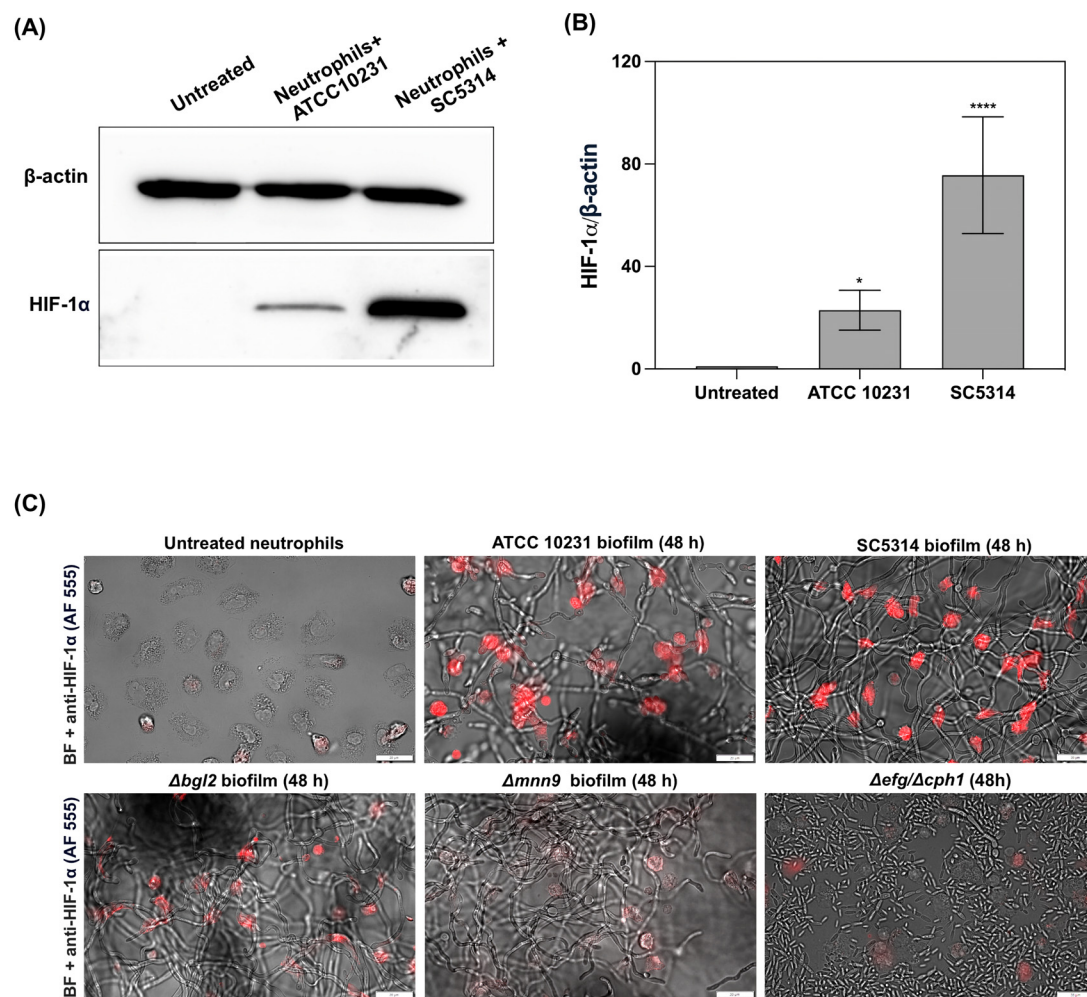 (A)
Untreated
Neutrophils+
ATCC10231
Neutrophils +
SC5314
β-actin
HIF-1α
(B)
HIF-1α/β-actin
120
80
40
0
*
****
Untreated
ATCC 10231
SC5314
(C)
Untreated neutrophils
ATCC 10231 biofilm (48 h)
SC5314 biofilm (48 h)
BF + anti-HIF-1α (AF 555)
Δbgl2 biofilm (48 h)
Δmnn9 biofilm (48 h)
Δefg/Δcph1 (48h)
BF + anti-HIF-1α (AF 555)